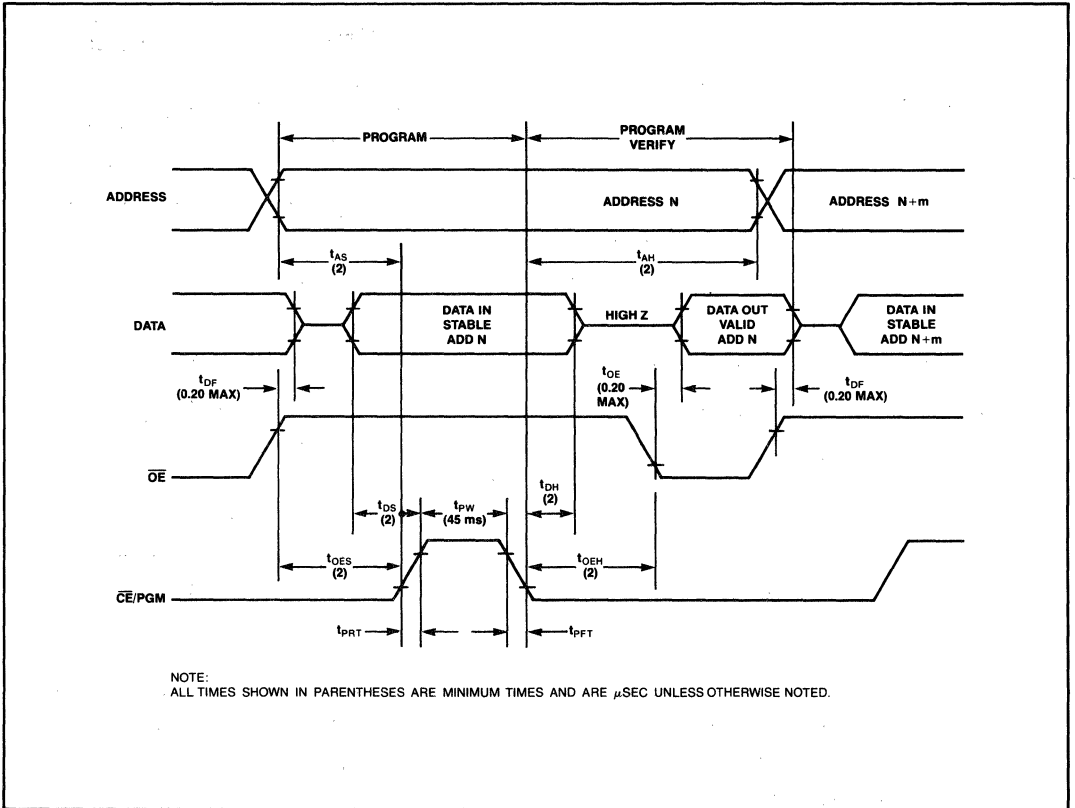 PROGRAM
PROGRAM
VERIFY
ADDRESS
ADDRESS N
ADDRESS N+m
tAS
(2)
tAH
(2)
DATA
DATA IN
STABLE
ADD N
HIGH Z
DATA OUT
VALID
ADD N
DATA IN
STABLE
ADD N+m
tDF
(0.20 MAX)
tOE
(0.20
MAX)
tDF
(0.20 MAX)
OE
tDS
(2)
tPW
(45 ms)
tDH
(2)
tOES
(2)
tOEH
(2)
CE/PGM
tPRT
tPFT
NOTE:
ALL TIMES SHOWN IN PARENTHESES ARE MINIMUM TIMES AND ARE μSEC UNLESS OTHERWISE NOTED.